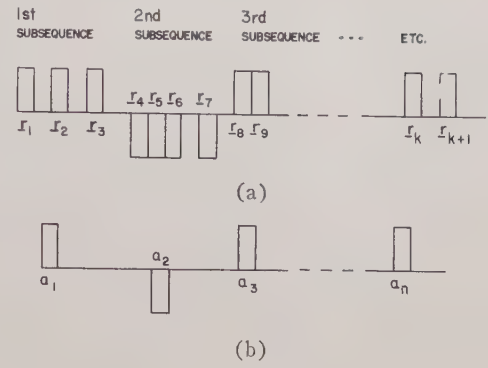 1st 2nd 3rd
SUBSEQUENCE SUBSEQUENCE SUBSEQUENCE --- ETC.
r4 r5 r6 r7
r1 r2 r3 r8 r9 rk rk+1
(a)
a2
a1 a3 an
(b)